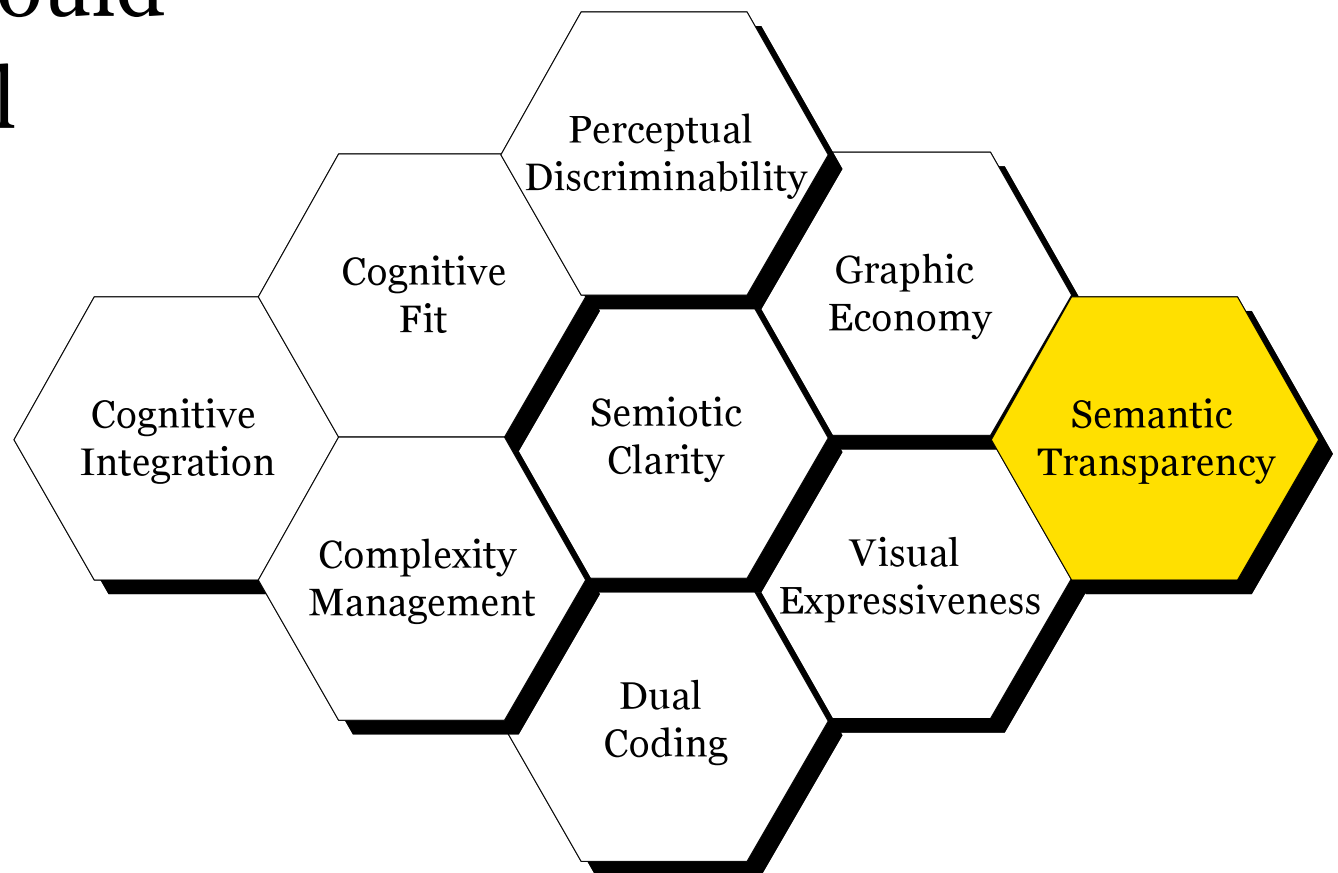 Perceptual
Discriminability
Cognitive
Fit
Graphic
Economy
Cognitive
Integration
Semiotic
Clarity
Semantic
Transparency
Complexity
Management
Visual
Expressiveness
Dual
Coding